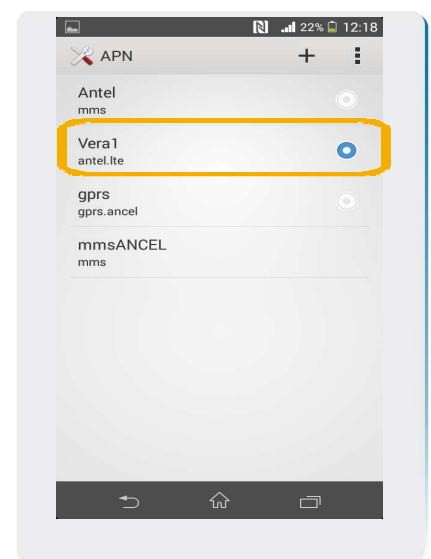 22% 12:18
APN
Antel
mms
Vera1
antel.lte
gprs
gprs.ancel
mmsANCEL
mms